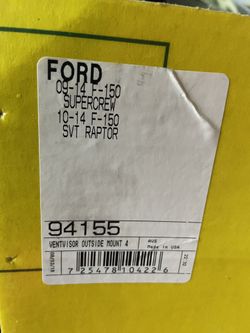 FORD
09-14 F-150
SUPERCREW
10-14 F-150
SVT RAPTOR
94155
VENTVISOR OUTSIDE MOUNT 4
AVS
Made in USA
7 25478 10422 6